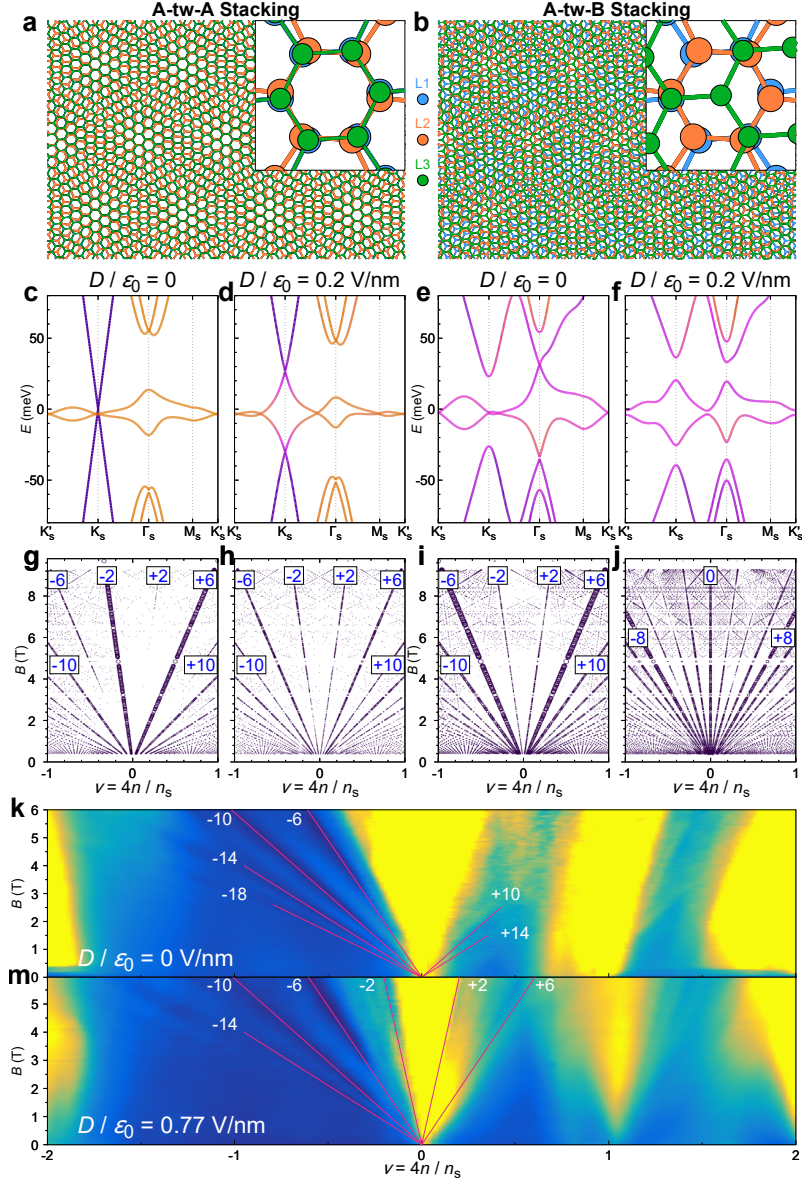 A-tw-A Stacking
A-tw-B Stacking
a
b
L1
L2
L3
D / ε0 = 0
D / ε0 = 0.2 V/nm
D / ε0 = 0
D / ε0 = 0.2 V/nm
c
d
e
f
50
0
-50
E (meV)
K's Ks Γs Ms K's
K's Ks Γs Ms K's
K's Ks Γs Ms K's
K's Ks Γs Ms K's
g
h
i
j
-6 -2 +2 +6
-10 +10
-6 -2 +2 +6
-10 +10
-6 -2 +2 +6
-10 +10
0
-8 +8
8
6
4
2
0
B (T)
-1 0 1
-1 0 1
-1 0 1
-1 0 1
ν = 4n / ns
ν = 4n / ns
ν = 4n / ns
ν = 4n / ns
k
6
5
4
3
2
1
0
B (T)
-10 -6
-14
-18
+10
+14
D / ε0 = 0 V/nm
m
5
4
3
2
1
0
B (T)
-10 -6 -2 +2 +6
-14
D / ε0 = 0.77 V/nm
-2 -1 0 1 2
ν = 4n / ns